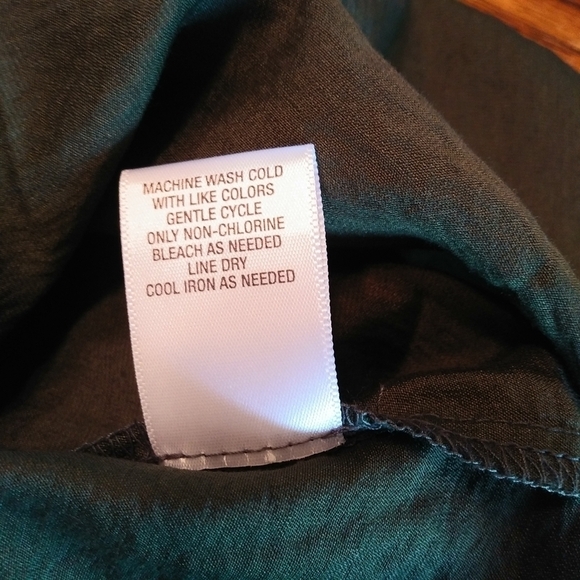 MACHINE WASH COLD
WITH LIKE COLORS
GENTLE CYCLE
ONLY NON-CHLORINE
BLEACH AS NEEDED
LINE DRY
COOL IRON AS NEEDED